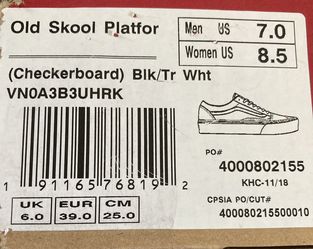 Old Skool Platfor
Men US 7.0
Women US 8.5
(Checkerboard) Blk/Tr Wht
VN0A3B3UHRK
PO#
4000802155
KHC-11/18
CPSIA PO/CUT#
400080215500010
1 91165 76819 2
UK EUR CM
6.0 39.0 25.0